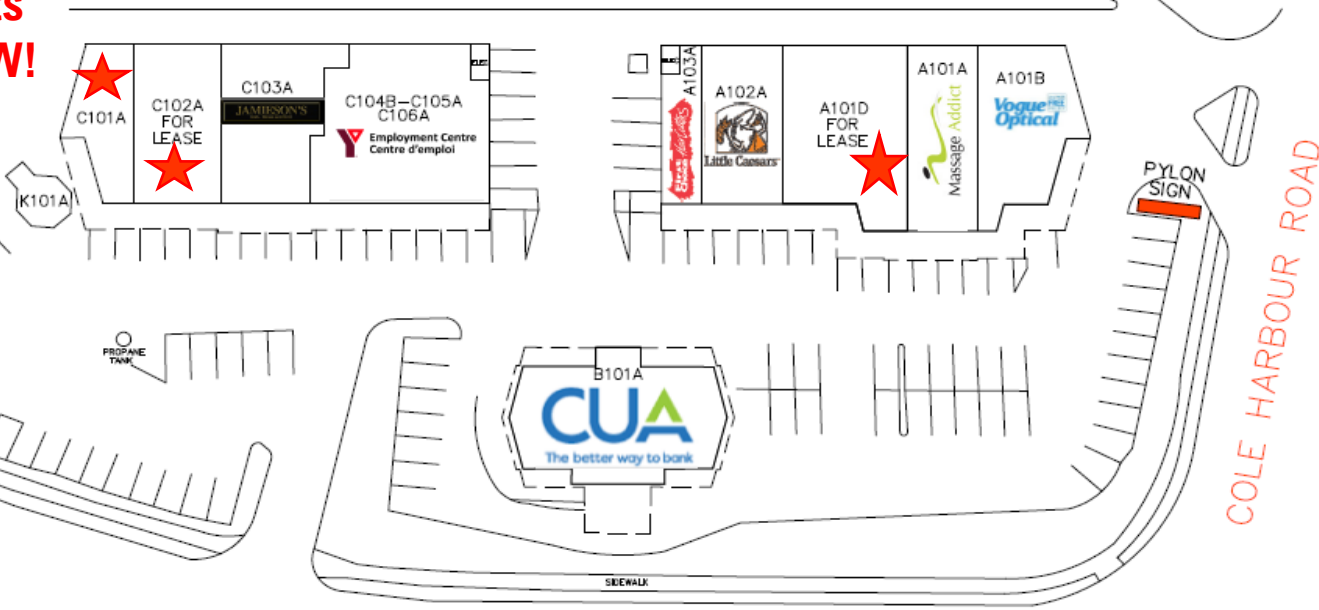 W!
C101A
C102A
FOR
LEASE
C103A
JAMIESON'S
C104B-C105A
C106A
Employment Centre
Centre d'emploi
K101A
A103A
A102A
Little Caesars
A101D
FOR
LEASE
A101A
Massage Addict
A101B
Vogue
Optical
PYLON
SIGN
COLE HARBOUR ROAD
PROPANE
TANK
B101A
CUA
The better way to bank
SIDEWALK